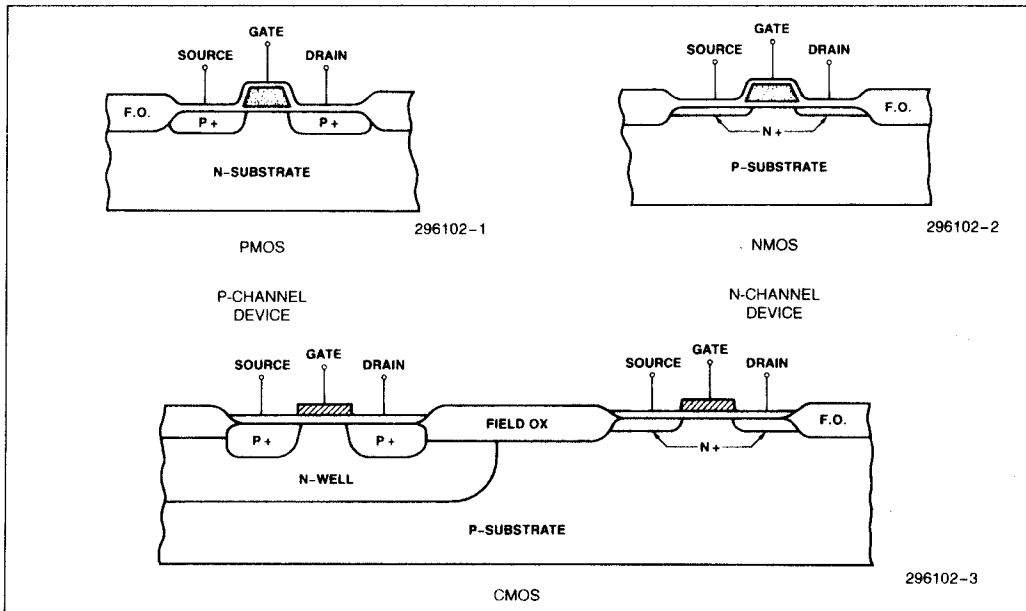 GATE
SOURCE
DRAIN
F.O.
P+
P+
N-SUBSTRATE
296102-1
PMOS
GATE
SOURCE
DRAIN
F.O.
N+
P-SUBSTRATE
296102-2
NMOS
P-CHANNEL
DEVICE
N-CHANNEL
DEVICE
GATE
SOURCE
DRAIN
GATE
SOURCE
DRAIN
P+
P+
FIELD OX
N+
F.O.
N-WELL
P-SUBSTRATE
296102-3
CMOS